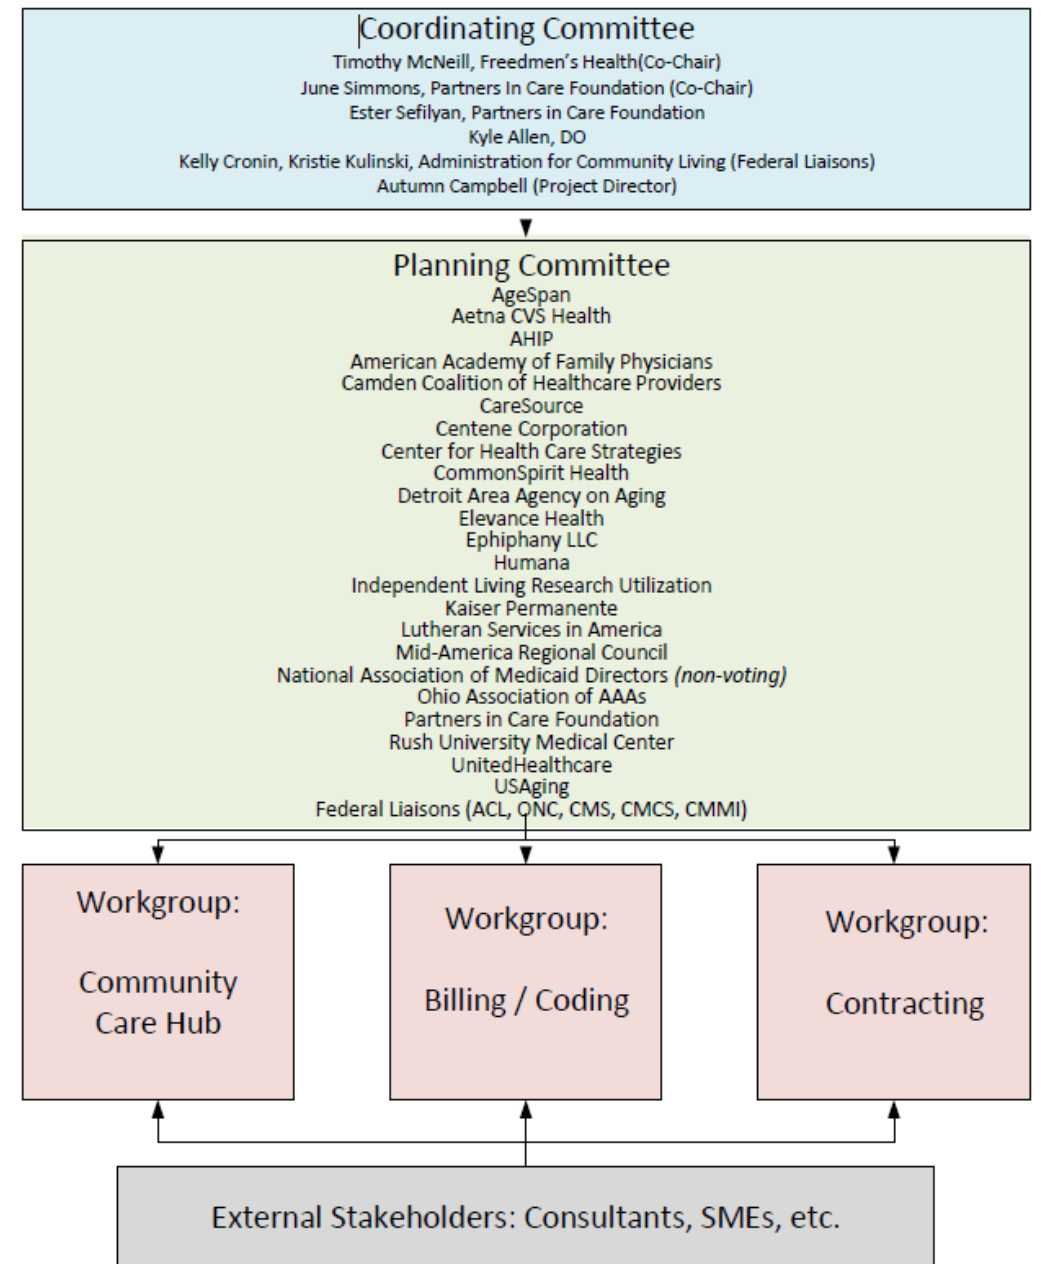 Coordinating Committee
Timothy McNeill, Freedmen's Health(Co-Chair)
June Simmons, Partners In Care Foundation (Co-Chair)
Ester Sefilyan, Partners in Care Foundation
Kyle Allen, DO
Kelly Cronin, Kristie Kulinski, Administration for Community Living (Federal Liaisons)
Autumn Campbell (Project Director)
Planning Committee
AgeSpan
Aetna CVS Health
AHIP
American Academy of Family Physicians
Camden Coalition of Healthcare Providers
CareSource
Centene Corporation
Center for Health Care Strategies
CommonSpirit Health
Detroit Area Agency on Aging
Elevance Health
Ephiphany LLC
Humana
Independent Living Research Utilization
Kaiser Permanente
Lutheran Services in America
Mid-America Regional Council
National Association of Medicaid Directors (non-voting)
Ohio Association of AAAs
Partners in Care Foundation
Rush University Medical Center
UnitedHealthcare
USAging
Federal Liaisons (ACL, ONC, CMS, CMCS, CMMI)
Workgroup:
Community
Care Hub
Workgroup:
Billing / Coding
Workgroup:
Contracting
External Stakeholders: Consultants, SMEs, etc.